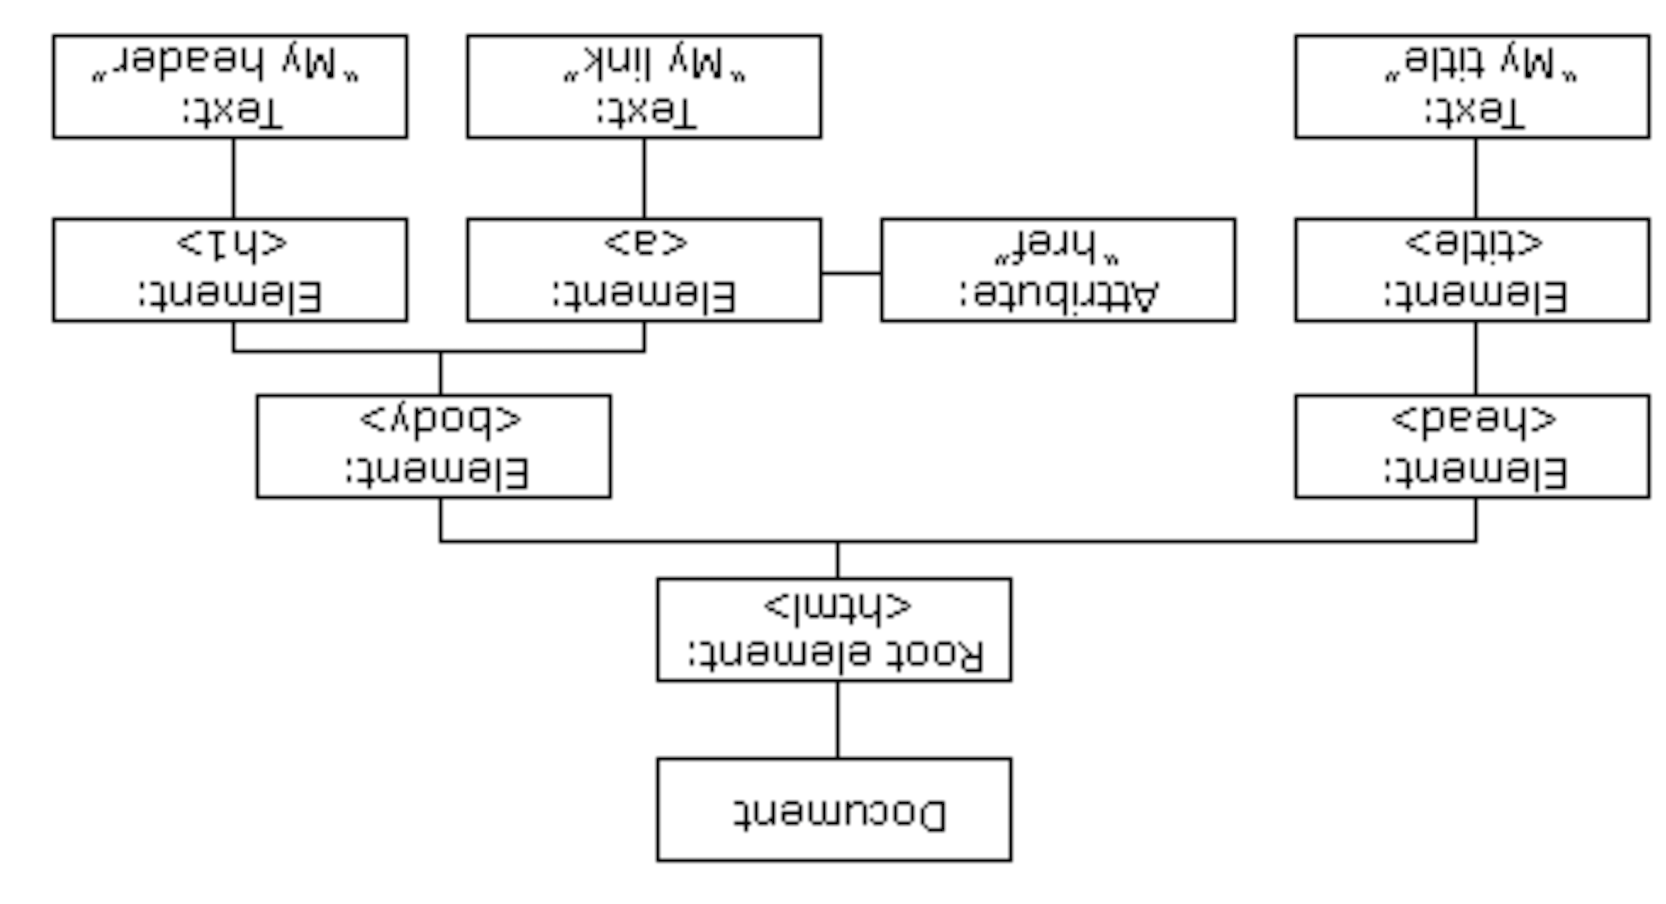 Document
Root element:
<html>
Element:
<head>
Element:
<body>
Element:
<title>
Attribute:
"href"
Element:
<a>
Element:
<h1>
Text:
"My title"
Text:
"My link"
Text:
"My header"